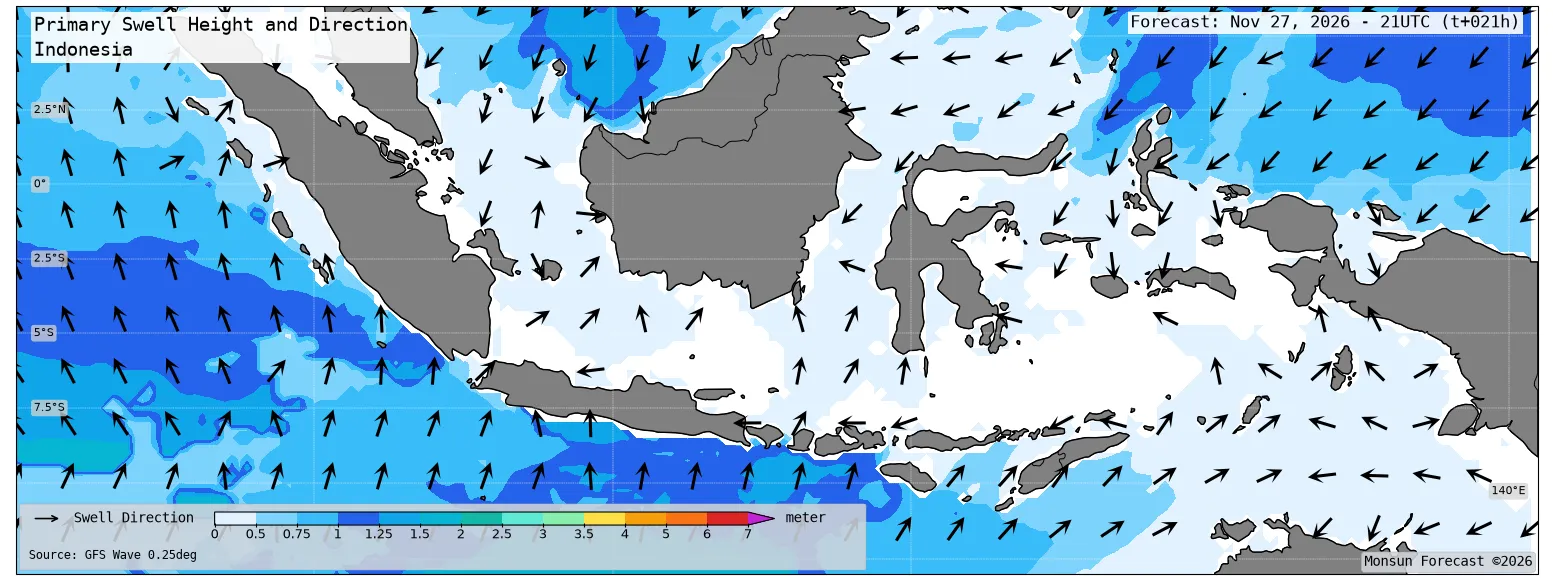 Primary Swell Height and Direction
Indonesia
Forecast: Nov 27, 2026 - 21UTC (t+021h)
2.5°N
0°
2.5°S
5°S
7.5°S
140°E
Swell Direction
0 0.5 0.75 1 1.25 1.5 2 2.5 3 3.5 4 5 6 7
meter
Source: GFS Wave 0.25deg
Monsun Forecast ©2026